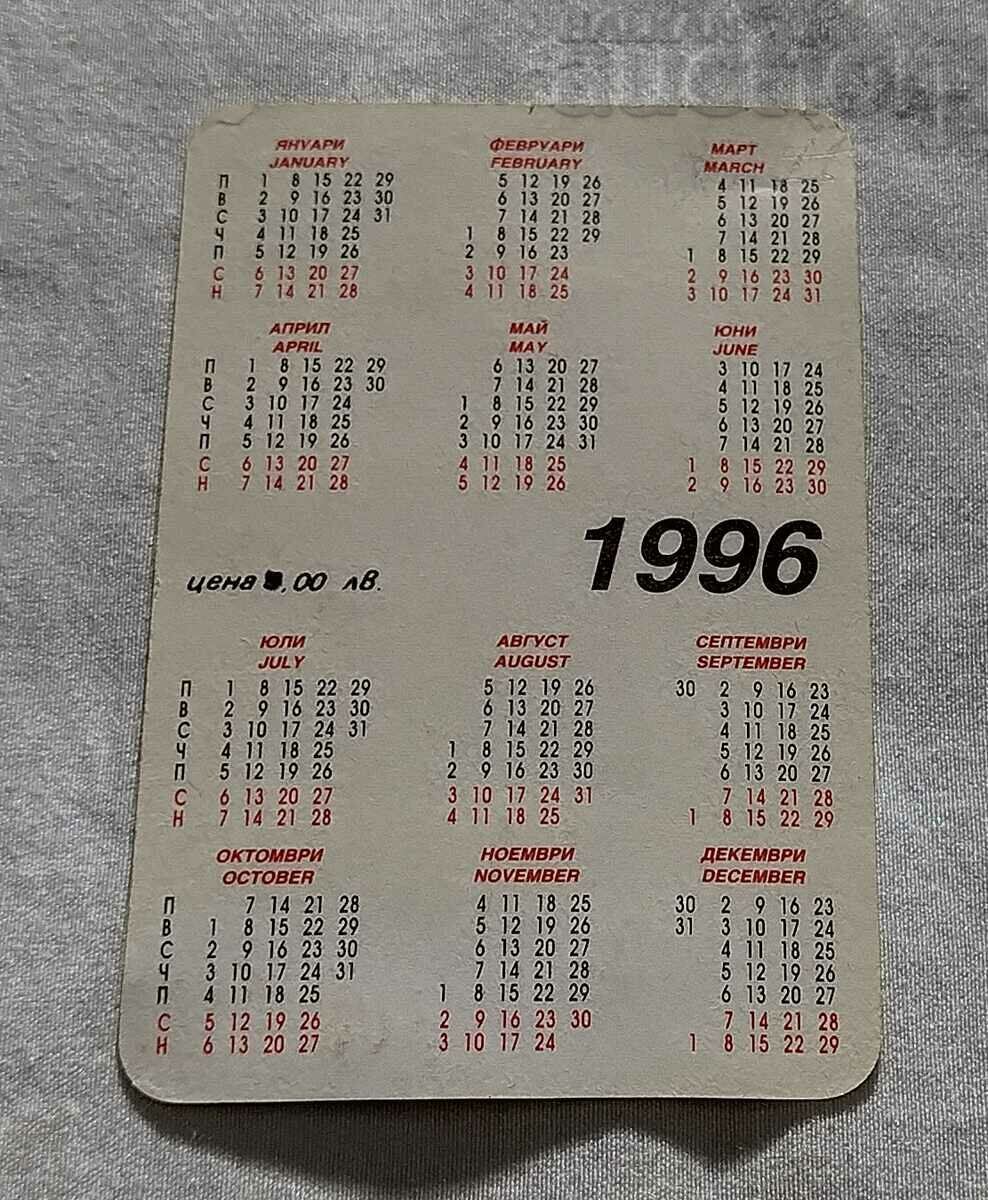 ЯНУАРИ ФЕВРУАРИ МАРТ
JANUARY FEBRUARY MARCH
П 1 8 15 22 29 5 12 19 26 4 11 18 25
В 2 9 16 23 30 6 13 20 27 5 12 19 26
С 3 10 17 24 31 7 14 21 28 6 13 20 27
Ч 4 11 18 25 1 8 15 22 29 7 14 21 28
П 5 12 19 26 2 9 16 23 1 8 15 22 29
С 6 13 20 27 3 10 17 24 2 9 16 23 30
Н 7 14 21 28 4 11 18 25 3 10 17 24 31
АПРИЛ МАЙ ЮНИ
APRIL MAY JUNE
П 1 8 15 22 29 6 13 20 27 3 10 17 24
В 2 9 16 23 30 7 14 21 28 4 11 18 25
С 3 10 17 24 1 8 15 22 29 5 12 19 26
Ч 4 11 18 25 2 9 16 23 30 6 13 20 27
П 5 12 19 26 3 10 17 24 31 7 14 21 28
С 6 13 20 27 4 11 18 25 1 8 15 22 29
Н 7 14 21 28 5 12 19 26 2 9 16 23 30
1996
цена ,00 лв.
ЮЛИ АВГУСТ СЕПТЕМВРИ
JULY AUGUST SEPTEMBER
П 1 8 15 22 29 5 12 19 26 30 2 9 16 23
В 2 9 16 23 30 6 13 20 27 3 10 17 24
С 3 10 17 24 31 7 14 21 28 4 11 18 25
Ч 4 11 18 25 1 8 15 22 29 5 12 19 26
П 5 12 19 26 2 9 16 23 30 6 13 20 27
С 6 13 20 27 3 10 17 24 31 7 14 21 28
Н 7 14 21 28 4 11 18 25 1 8 15 22 29
ОКТОМВРИ НОЕМВРИ ДЕКЕМВРИ
OCTOBER NOVEMBER DECEMBER
П 7 14 21 28 4 11 18 25 30 2 9 16 23
В 1 8 15 22 29 5 12 19 26 31 3 10 17 24
С 2 9 16 23 30 6 13 20 27 4 11 18 25
Ч 3 10 17 24 31 7 14 21 28 5 12 19 26
П 4 11 18 25 1 8 15 22 29 6 13 20 27
С 5 12 19 26 2 9 16 23 30 7 14 21 28
Н 6 13 20 27 3 10 17 24 1 8 15 22 29